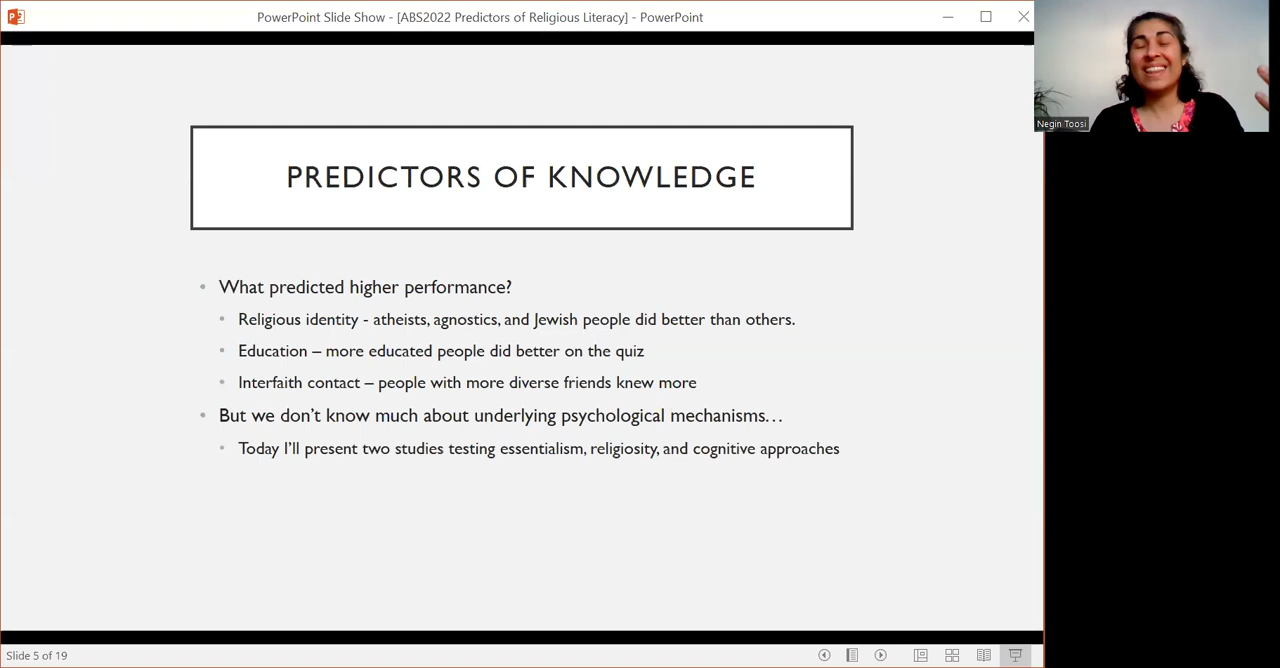 PowerPoint Slide Show - [ABS2022 Predictors of Religious Literacy] - PowerPoint
Negin Toosi
PREDICTORS OF KNOWLEDGE
• What predicted higher performance?
• Religious identity - atheists, agnostics, and Jewish people did better than others.
• Education – more educated people did better on the quiz
• Interfaith contact – people with more diverse friends knew more
• But we don't know much about underlying psychological mechanisms…
• Today I'll present two studies testing essentialism, religiosity, and cognitive approaches
Slide 5 of 19